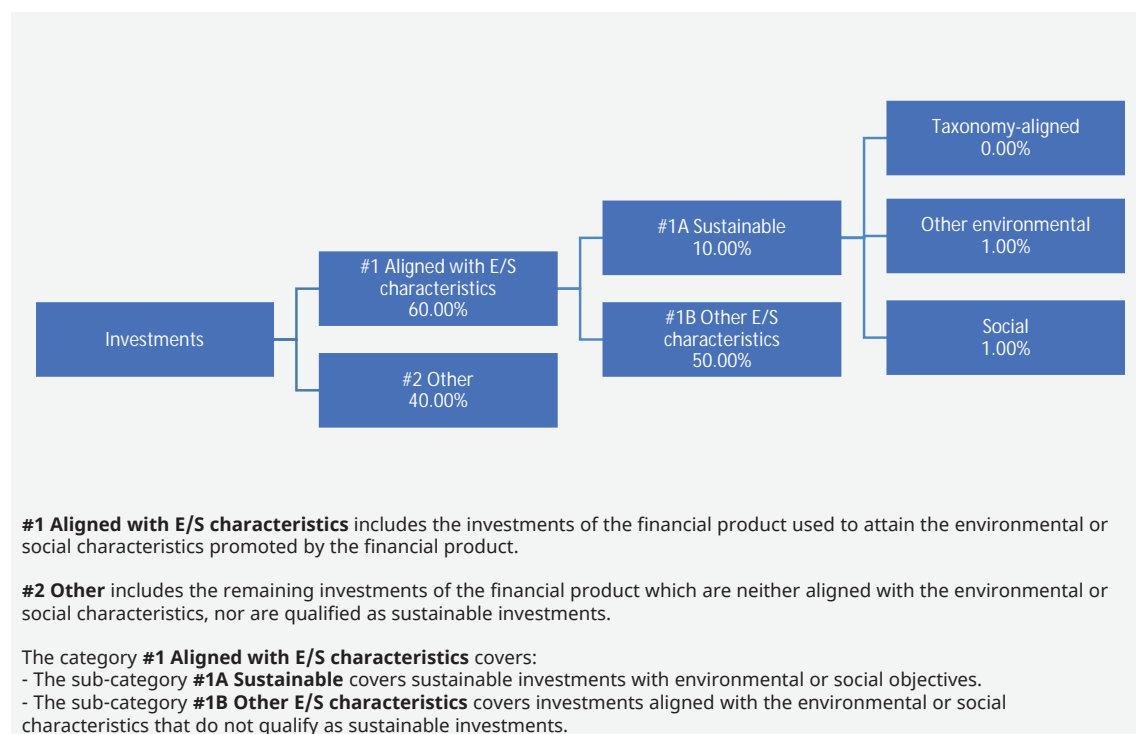 Investments
#1 Aligned with E/S
characteristics
60.00%
#2 Other
40.00%
#1A Sustainable
10.00%
#1B Other E/S
characteristics
50.00%
Taxonomy-aligned
0.00%
Other environmental
1.00%
Social
1.00%
#1 Aligned with E/S characteristics includes the investments of the financial product used to attain the environmental or
social characteristics promoted by the financial product.
#2 Other includes the remaining investments of the financial product which are neither aligned with the environmental or
social characteristics, nor are qualified as sustainable investments.
The category #1 Aligned with E/S characteristics covers:
- The sub-category #1A Sustainable covers sustainable investments with environmental or social objectives.
- The sub-category #1B Other E/S characteristics covers investments aligned with the environmental or social
characteristics that do not qualify as sustainable investments.